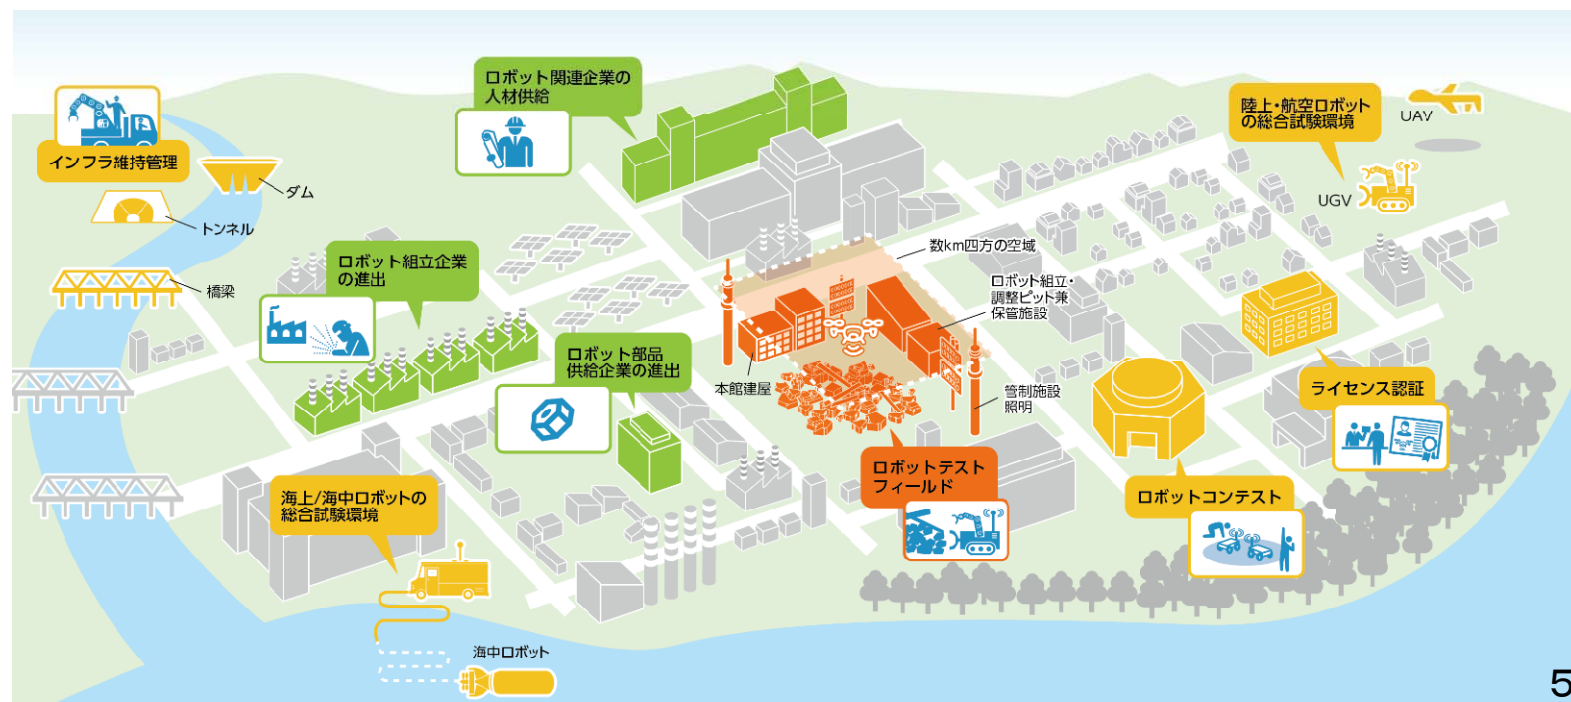 ロボット関連企業の
人材供給
陸上・航空ロボット
の総合試験環境
UAV
インフラ維持管理
ダム
UGV
トンネル
数km四方の空域
ロボット組立企業
の進出
ロボット組立・
調整ピット兼
保管施設
橋梁
ロボット部品
供給企業の進出
本館建屋
管制施設
照明
ライセンス認証
ロボットテスト
フィールド
ロボットコンテスト
海上/海中ロボットの
総合試験環境
海中ロボット
5